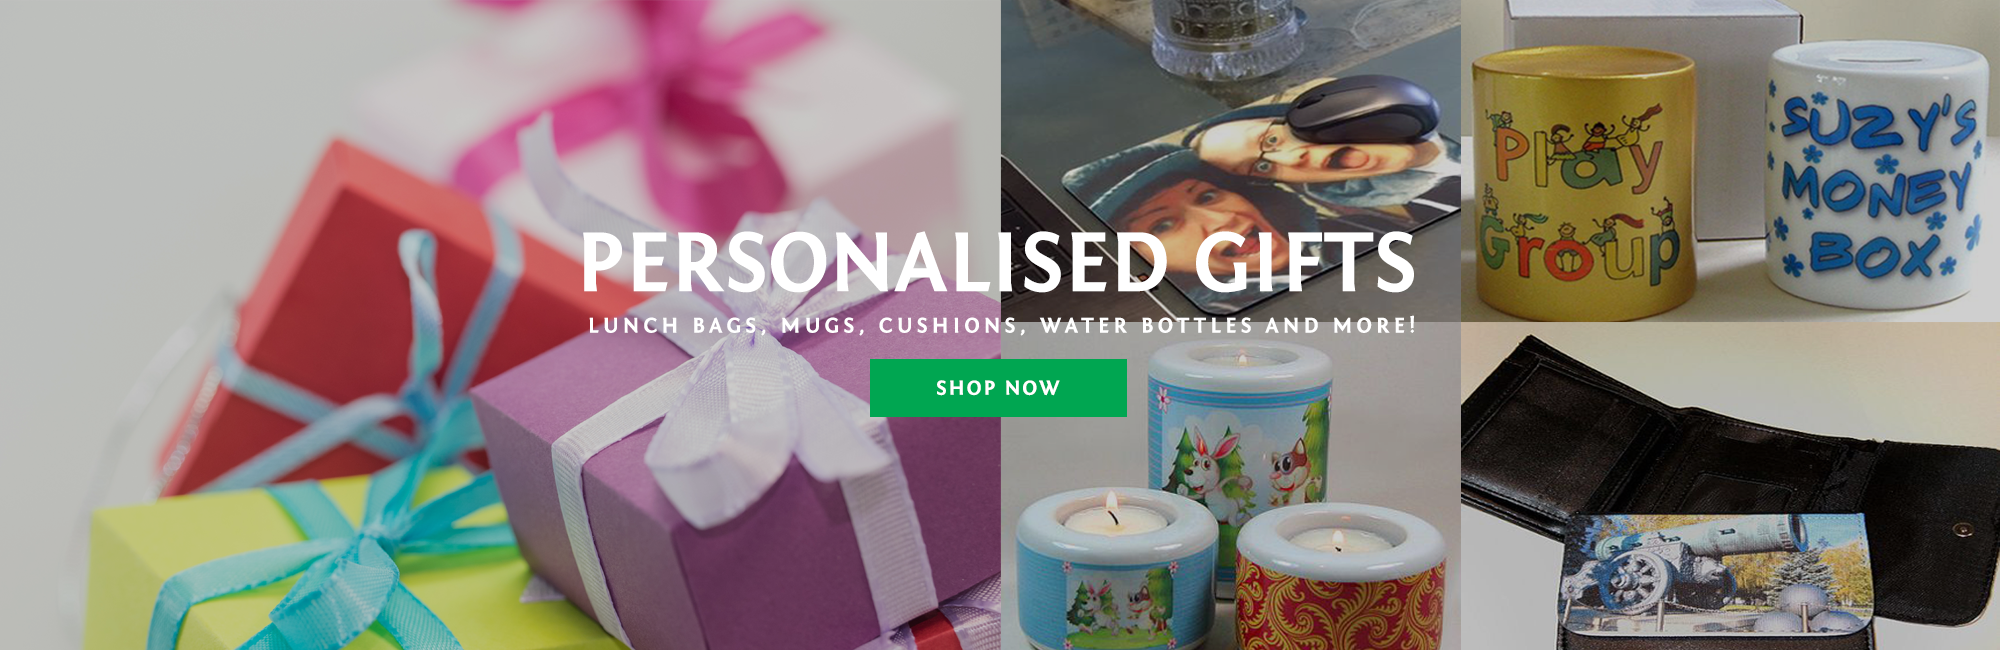 PERSONALISED GIFTS
LUNCH BAGS, MUGS, CUSHIONS, WATER BOTTLES AND MORE!
SHOP NOW
Play
Group
SUZY'S
MONEY
BOX